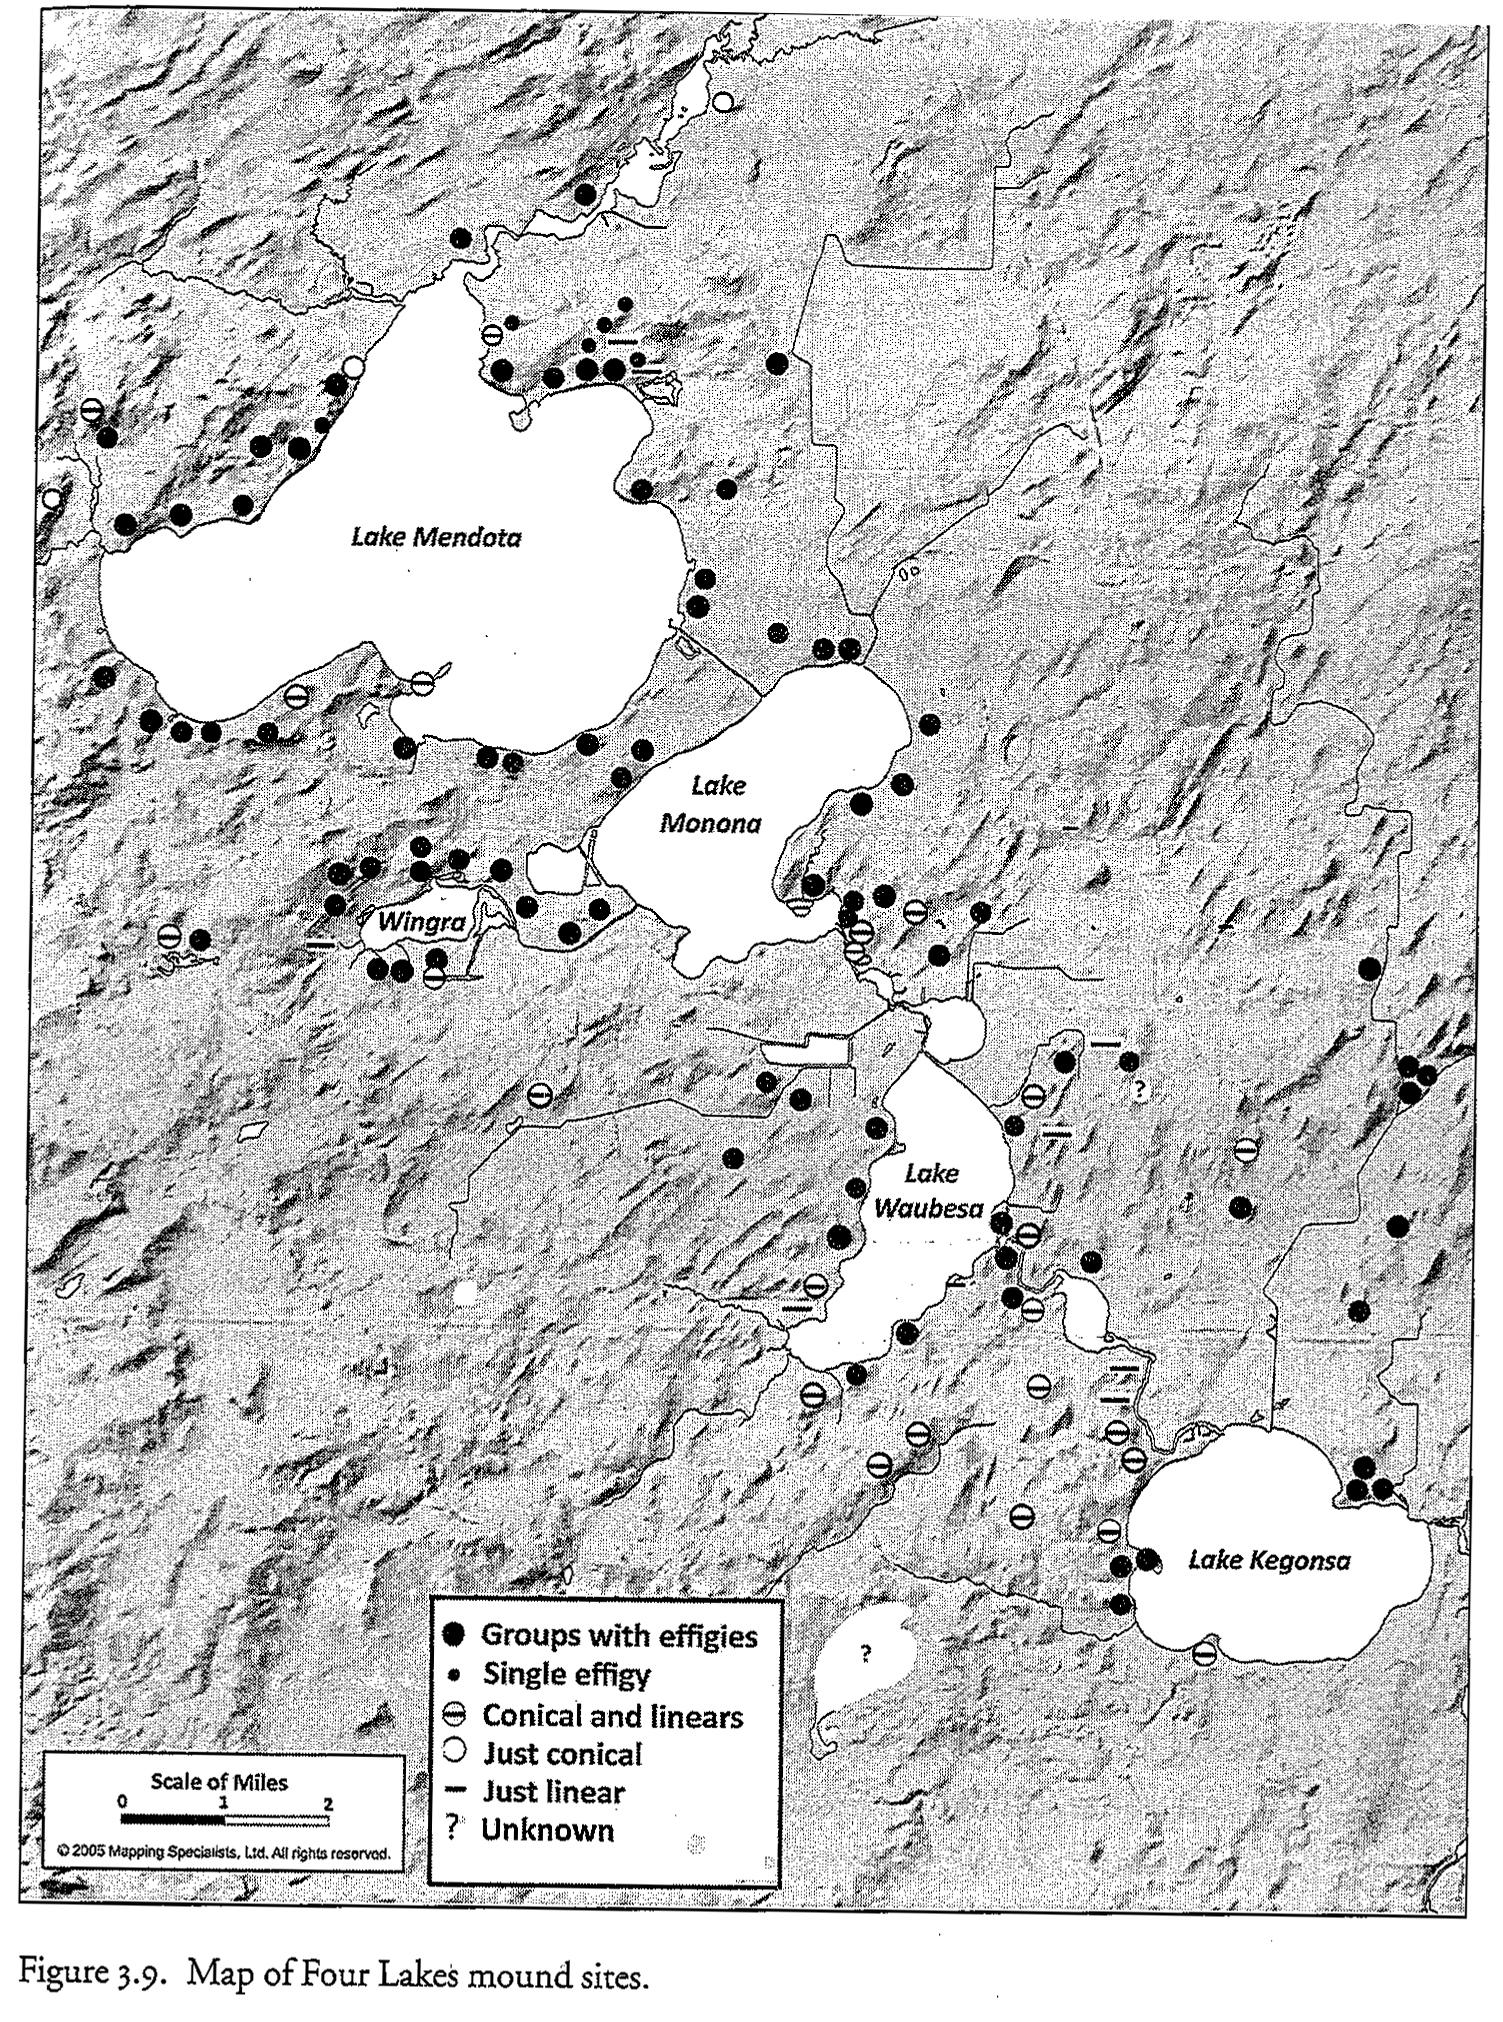 Lake Mendota
Lake
Monona
Wingra
?
Lake
Waubesa
Lake Kegonsa
?
Groups with effigies
Single effigy
Conical and linears
Just conical
Just linear
? Unknown
Scale of Miles
0 1 2
© 2005 Mapping Specialists, Ltd. All rights reserved.
Figure 3.9. Map of Four Lakes mound sites.